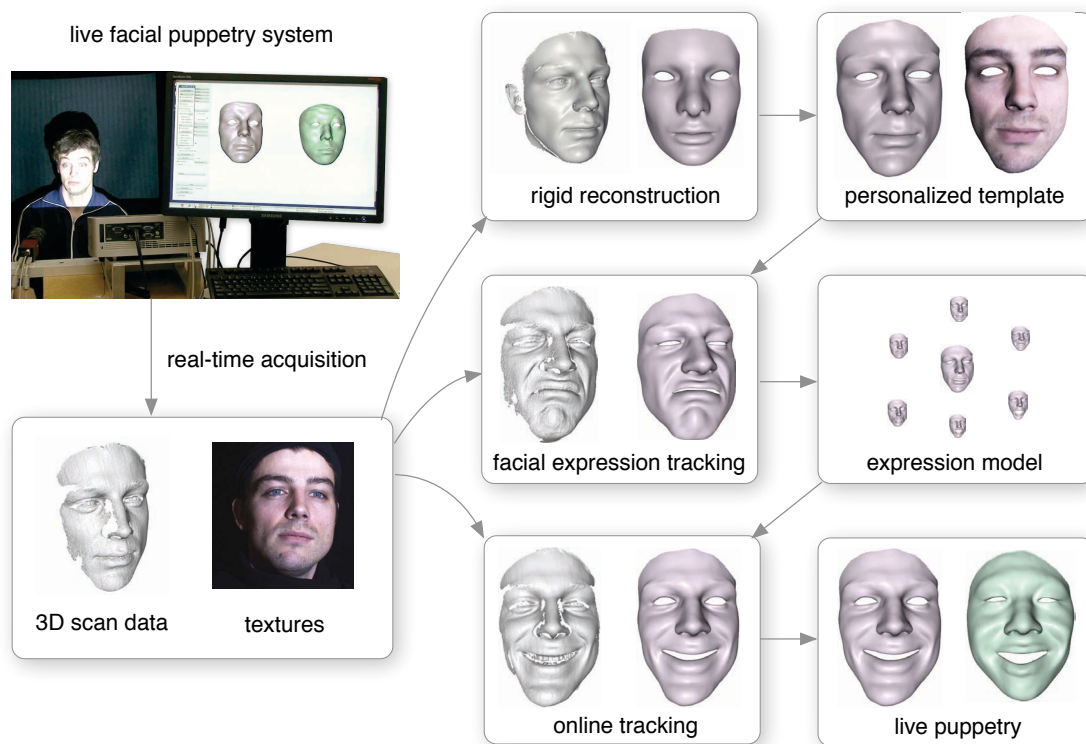 live facial puppetry system
SAMSUNG
real-time acquisition
3D scan data
textures
rigid reconstruction
personalized template
facial expression tracking
expression model
online tracking
live puppetry